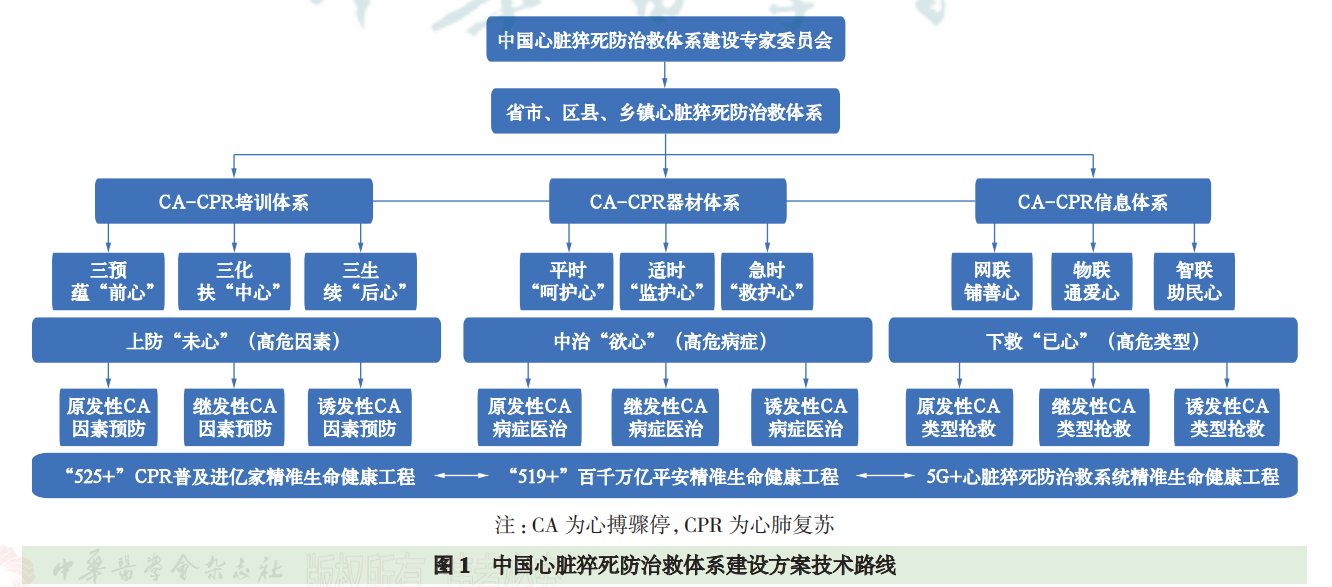 中国心脏猝死防治救体系建设专家委员会
省市、区县、乡镇心脏猝死防治救体系
CA-CPR培训体系
CA-CPR器材体系
CA-CPR信息体系
三预
蕴“前心”
三化
扶“中心”
三生
续“后心”
平时
“呵护心”
适时
“监护心”
急时
“救护心”
网联
铺善心
物联
通爱心
智联
助民心
上防“未心”（高危因素）
中治“欲心”（高危病症）
下救“已心”（高危类型）
原发性CA
因素预防
继发性CA
因素预防
诱发性CA
因素预防
原发性CA
病症医治
继发性CA
病症医治
诱发性CA
病症医治
原发性CA
类型抢救
继发性CA
类型抢救
诱发性CA
类型抢救
“525+”CPR普及进亿家精准生命健康工程
“519+”百千万亿平安精准生命健康工程
5G+心脏猝死防治救系统精准生命健康工程
注:CA为心搏骤停,CPR为心肺复苏
中华医学会杂志社
版权所有
图1 中国心脏猝死防治救体系建设方案技术路线